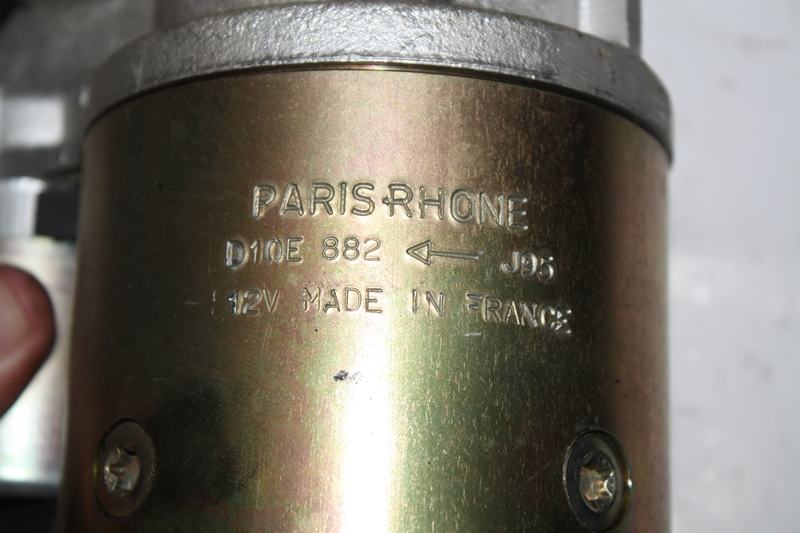 PARIS-RHONE
D10E 882 ← J95
12V MADE IN FRANCE